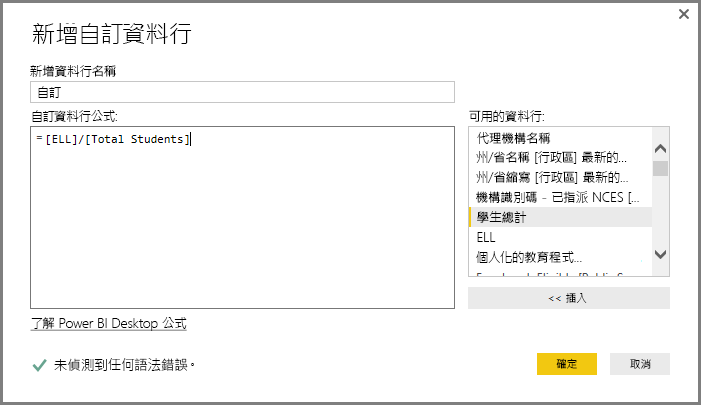 新增自訂資料行
新增資料行名稱
自訂
自訂資料行公式:
= [ELL]/[Total Students]
可用的資料行:
代理機構名稱
州/省名稱 [行政區] 最新的...
州/省縮寫 [行政區] 最新的...
機構識別碼 - 已指派 NCES [...
學生總計
ELL
個人化的教育程式...
<< 插入
了解 Power BI Desktop 公式
未偵測到任何語法錯誤。
確定
取消